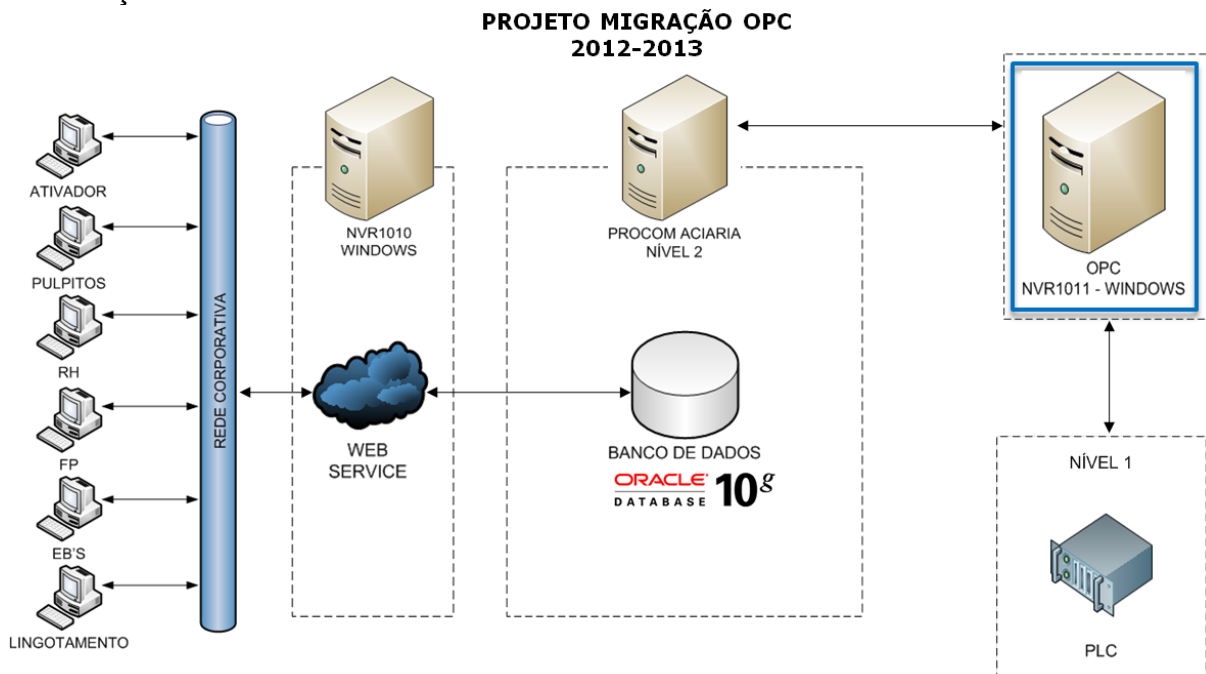 PROJETO MIGRAÇÃO OPC
2012-2013
ATIVADOR
PULPITOS
RH
FP
EB'S
LINGOTAMENTO
REDE CORPORATIVA
NVR1010
WINDOWS
WEB
SERVICE
PROCOM ACIARIA
NÍVEL 2
BANCO DE DADOS
ORACLE
DATABASE 10g
OPC
NVR1011 - WINDOWS
NÍVEL 1
PLC